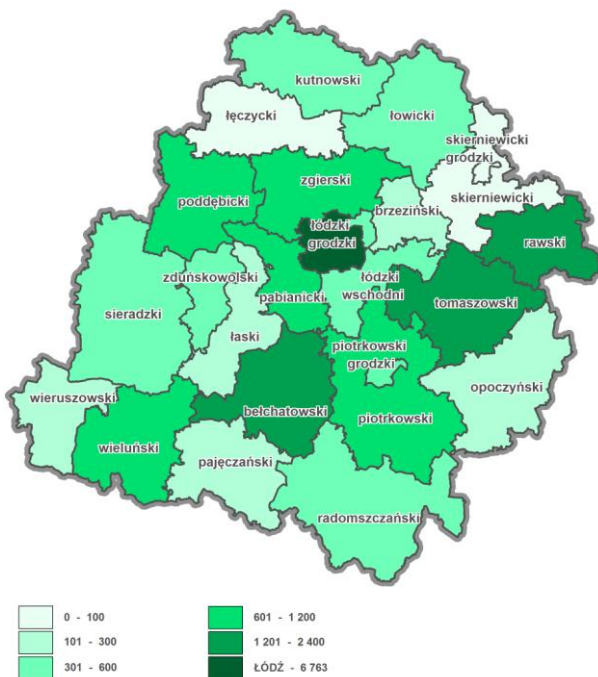 kutnowski
łęczycki
łowicki
skierniewicki
grodzki
skierniewicki
zgierski
poddębicki
brzeziński
łódzki
grodzki
rawski
zduńskowolski
łódzki
wschodni
pabianicki
tomaszowski
sieradzki
łaski
piotrkowski
grodzki
opoczyński
wieruszowski
bełchatowski
piotrkowski
wieluński
pajęczański
radomszczański
0 - 100
101 - 300
301 - 600
601 - 1 200
1 201 - 2 400
ŁÓDŹ - 6 763